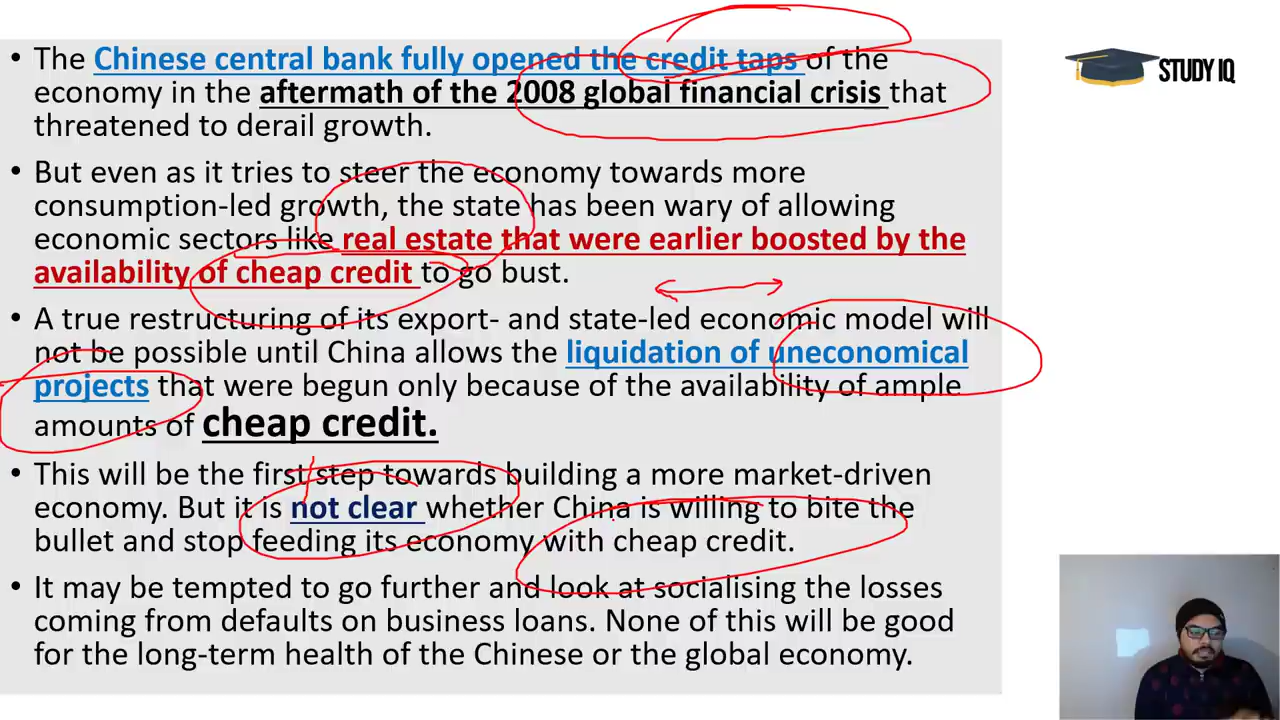 • The Chinese central bank fully opened the credit taps of the
economy in the aftermath of the 2008 global financial crisis that
threatened to derail growth.
• But even as it tries to steer the economy towards more
consumption-led growth, the state has been wary of allowing
economic sectors like real estate that were earlier boosted by the
availability of cheap credit to go bust.
• A true restructuring of its export- and state-led economic model will
not be possible until China allows the liquidation of uneconomical
projects that were begun only because of the availability of ample
amounts of cheap credit.
• This will be the first step towards building a more market-driven
economy. But it is not clear whether China is willing to bite the
bullet and stop feeding its economy with cheap credit.
• It may be tempted to go further and look at socialising the losses
coming from defaults on business loans. None of this will be good
for the long-term health of the Chinese or the global economy.
STUDY IQ